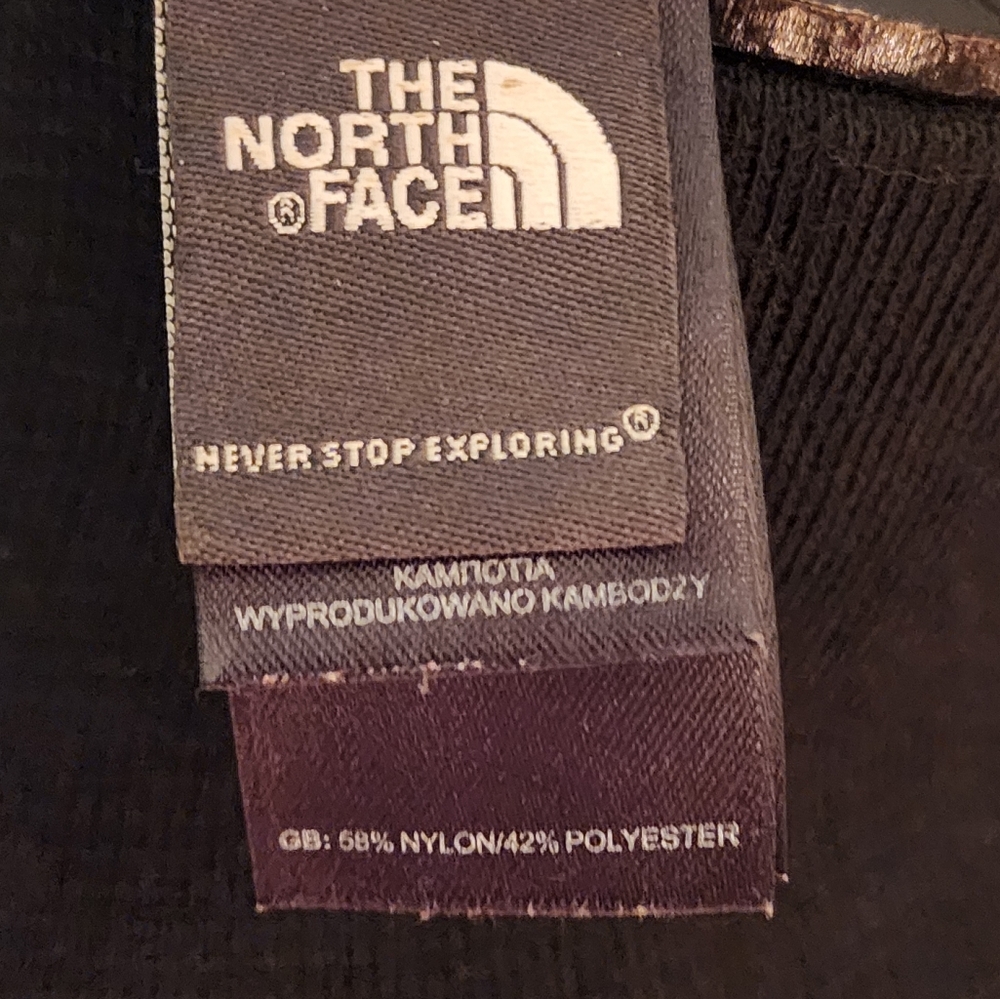 THE
NORTH
®FACE
NEVER STOP EXPLORING®
ΚΑΜΠΟΤΙΑ
WYPRODUKOWANO KAMBODZY
GB: 58% NYLON/42% POLYESTER